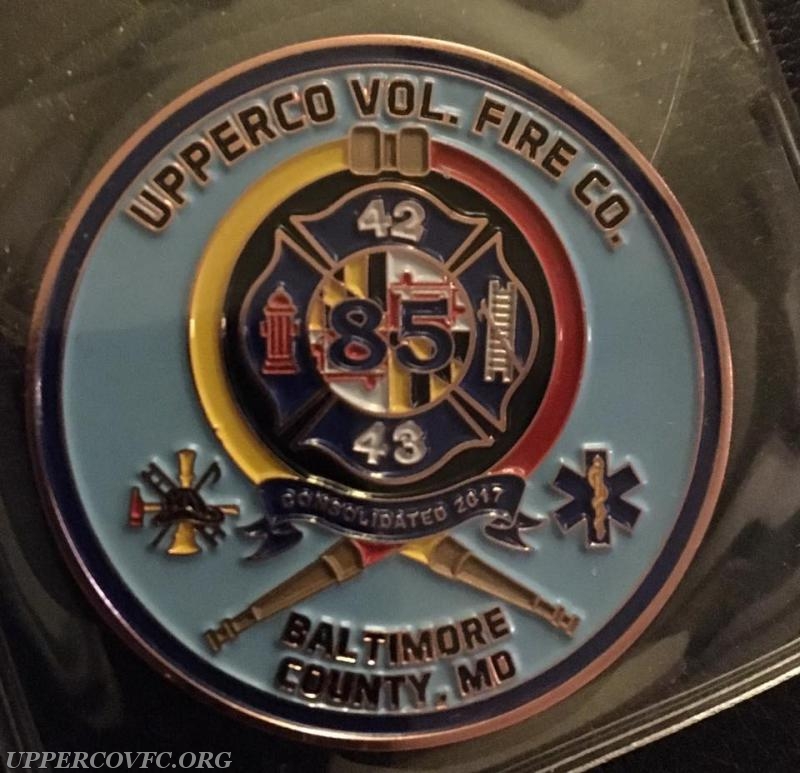 UPPERCO VOL. FIRE CO.
42
85
43
CONSOLIDATED 2017
BALTIMORE
COUNTY, MD
UPPERCOVFC.ORG